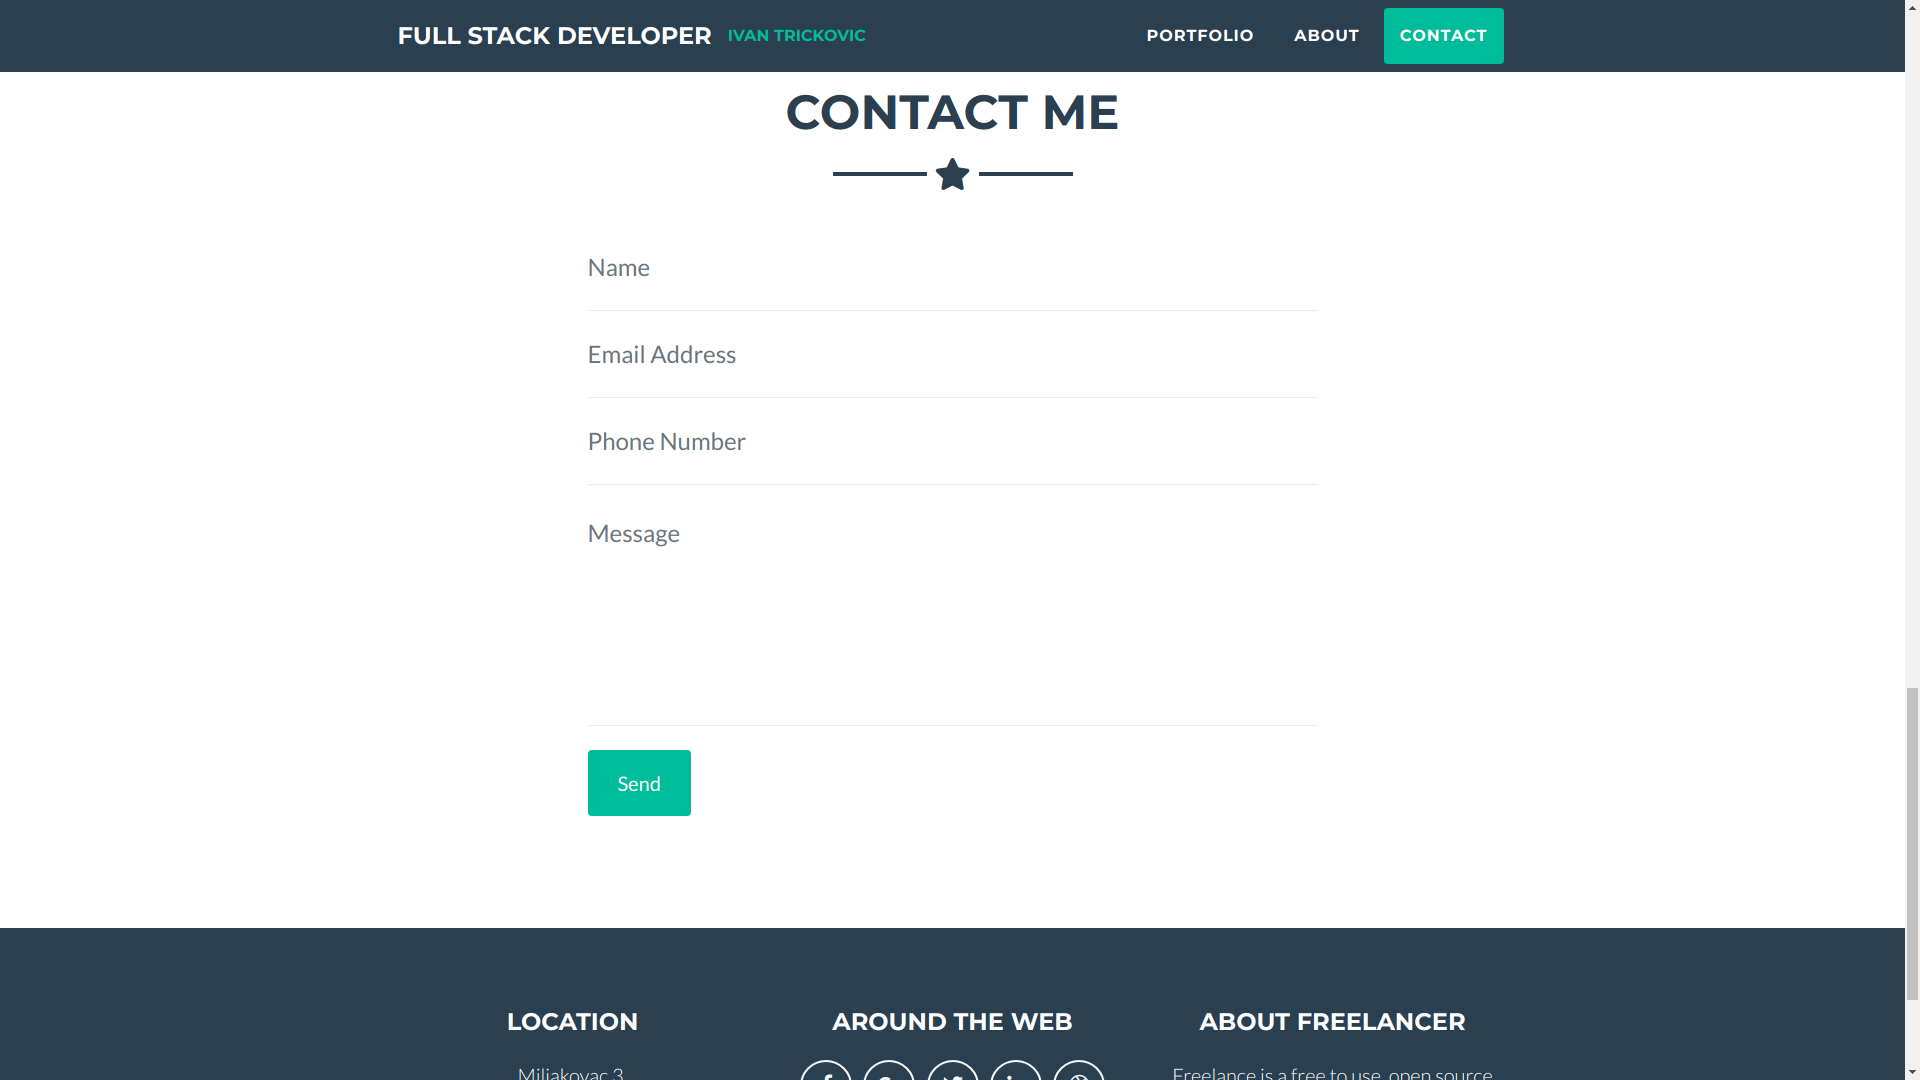 FULL STACK DEVELOPER IVAN TRICKOVIC PORTFOLIO ABOUT CONTACT
CONTACT ME
Name
Email Address
Phone Number
Message
Send
LOCATION AROUND THE WEB ABOUT FREELANCER
Miljakovac 3 Freelance is a free to use, open source